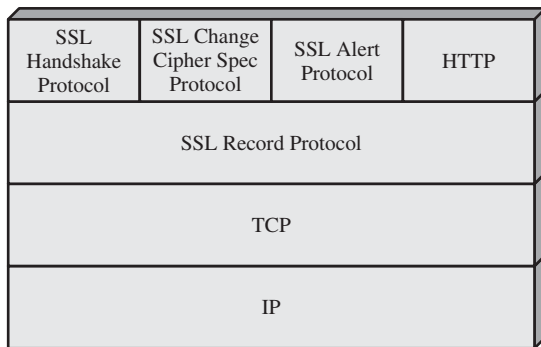 SSL
Handshake
Protocol
SSL Change
Cipher Spec
Protocol
SSL Alert
Protocol
HTTP
SSL Record Protocol
TCP
IP